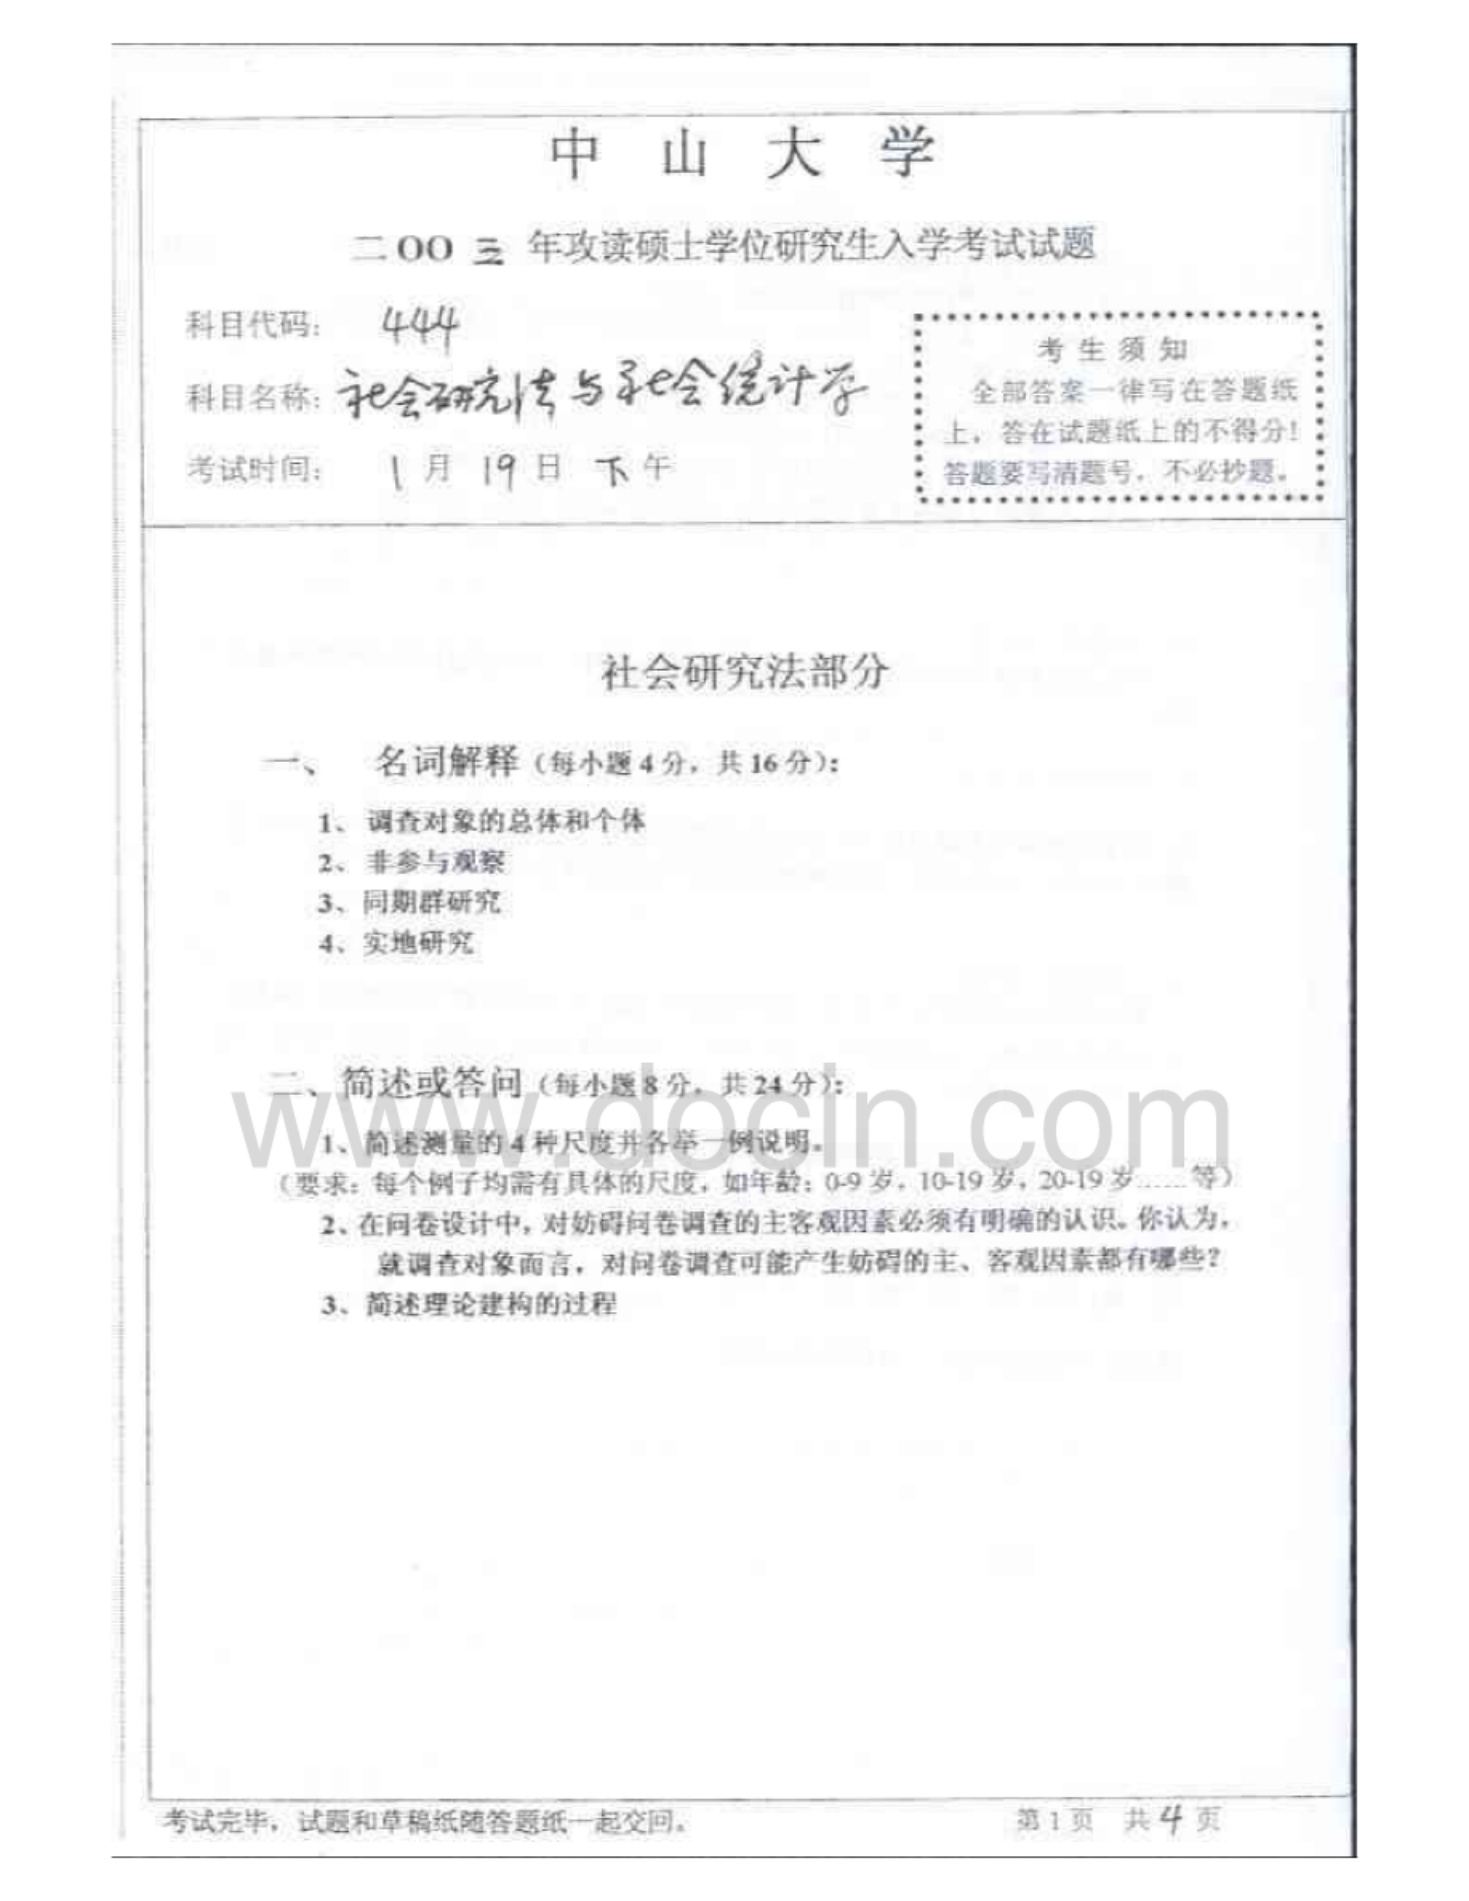 中山大学
二OO三年攻读硕士学位研究生入学考试试题
科目代码: 444
科目名称: 社会研究法与社会统计学
考试时间: 1月19日 下午
考生须知
全部答案一律写在答题纸
上，答在试题纸上的不得分!
答题要写清题号，不必抄题。
社会研究法部分
一、 名词解释（每小题4分，共16分）:
1、调查对象的总体和个体
2、非参与观察
3、同期群研究
4、实地研究
二、简述或答问（每小题8分，共24分）:
www.docin.com
1、简述测量的4种尺度并各举一例说明。
（要求: 每个例子均需有具体的尺度，如年龄: 0-9岁，10-19岁，20-19岁……等）
2、在问卷设计中，对妨碍问卷调查的主客观因素必须有明确的认识。你认为，
就调查对象而言，对问卷调查可能产生妨碍的主、客观因素都有哪些?
3、简述理论建构的过程
考试完毕，试题和草稿纸随答题纸一起交回。 第1页 共4页